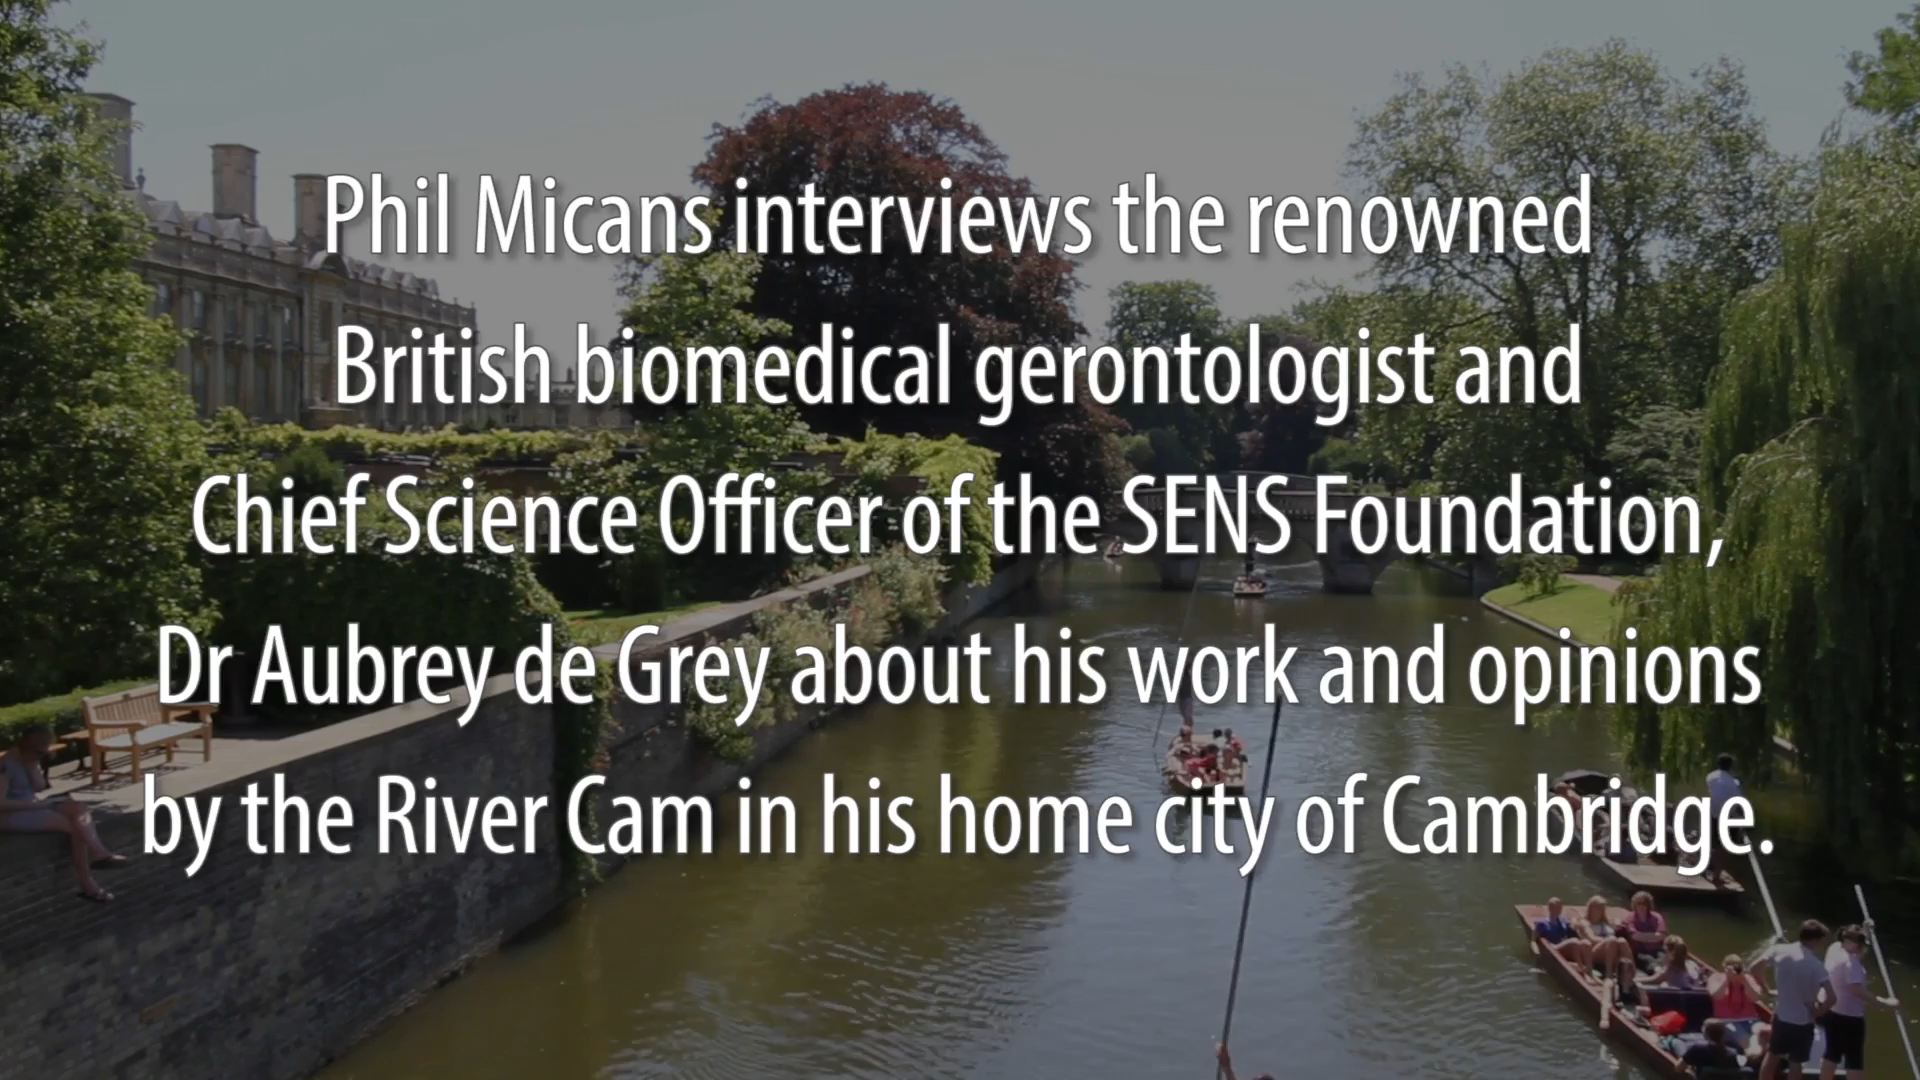 Phil Micans interviews the renowned
British biomedical gerontologist and
Chief Science Officer of the SENS Foundation,
Dr Aubrey de Grey about his work and opinions
by the River Cam in his home city of Cambridge.